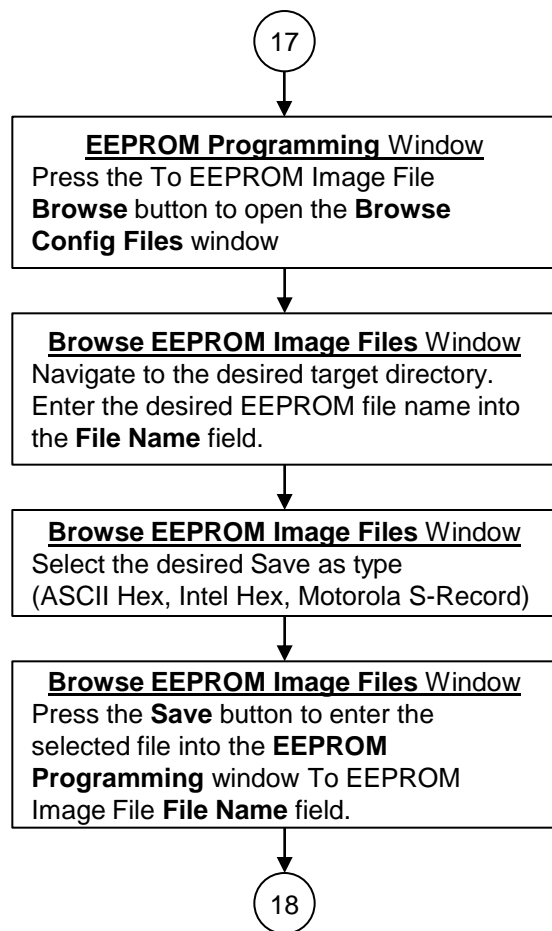 17
EEPROM Programming Window
Press the To EEPROM Image File
Browse button to open the Browse
Config Files window
Browse EEPROM Image Files Window
Navigate to the desired target directory.
Enter the desired EEPROM file name into
the File Name field.
Browse EEPROM Image Files Window
Select the desired Save as type
(ASCII Hex, Intel Hex, Motorola S-Record)
Browse EEPROM Image Files Window
Press the Save button to enter the
selected file into the EEPROM
Programming window To EEPROM
Image File File Name field.
18